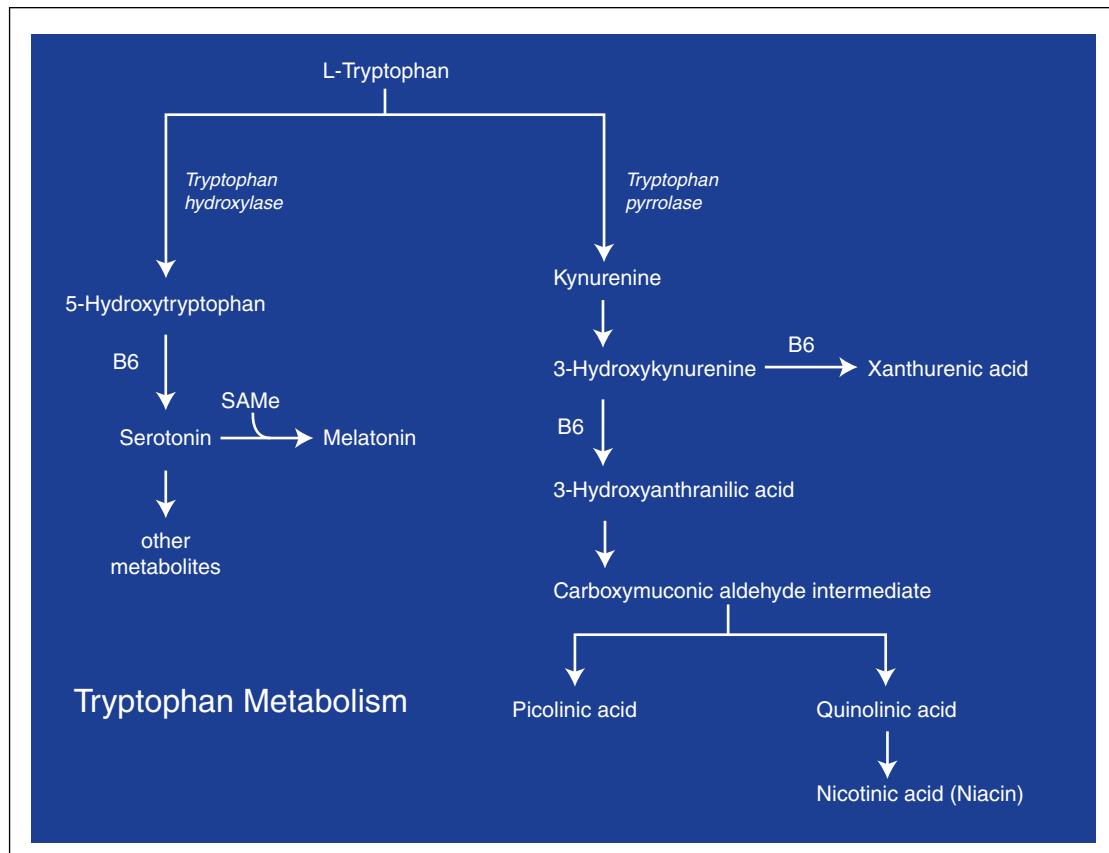 L-Tryptophan
Tryptophan
hydroxylase
Tryptophan
pyrrolase
Kynurenine
5-Hydroxytryptophan
B6
B6
3-Hydroxykynurenine
Xanthurenic acid
SAMe
B6
Serotonin
Melatonin
3-Hydroxyanthranilic acid
other
metabolites
Carboxymuconic aldehyde intermediate
Tryptophan Metabolism
Picolinic acid
Quinolinic acid
Nicotinic acid (Niacin)